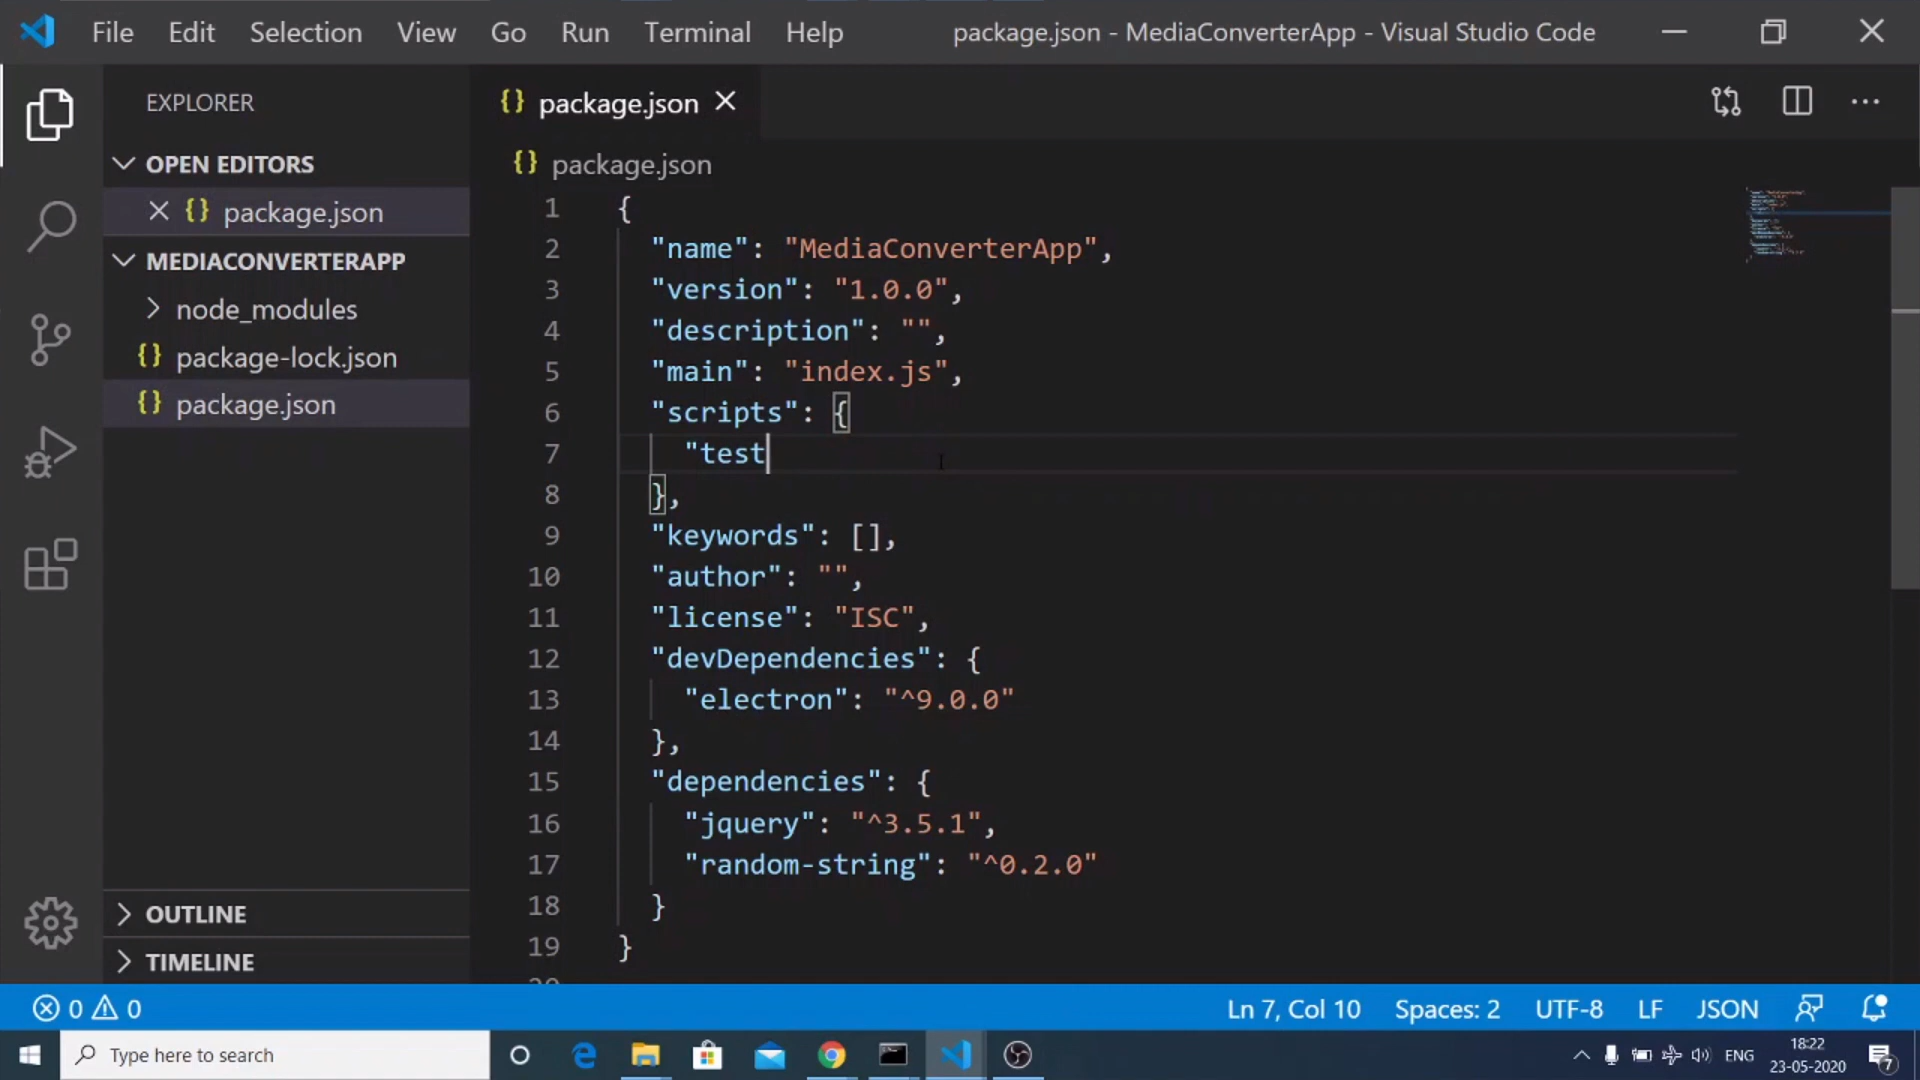 File Edit Selection View Go Run Terminal Help package.json - MediaConverterApp - Visual Studio Code
EXPLORER
OPEN EDITORS
{} package.json
MEDIACONVERTERAPP
node_modules
{} package-lock.json
{} package.json
OUTLINE
TIMELINE
{} package.json
{} package.json
1 {
2 "name": "MediaConverterApp",
3 "version": "1.0.0",
4 "description": "",
5 "main": "index.js",
6 "scripts": {
7 "test
8 },
9 "keywords": [],
10 "author": "",
11 "license": "ISC",
12 "devDependencies": {
13 "electron": "^9.0.0"
14 },
15 "dependencies": {
16 "jquery": "^3.5.1",
17 "random-string": "^0.2.0"
18 }
19 }
0 0 Ln 7, Col 10 Spaces: 2 UTF-8 LF JSON
Type here to search
ENG
18:22
23-05-2020
7